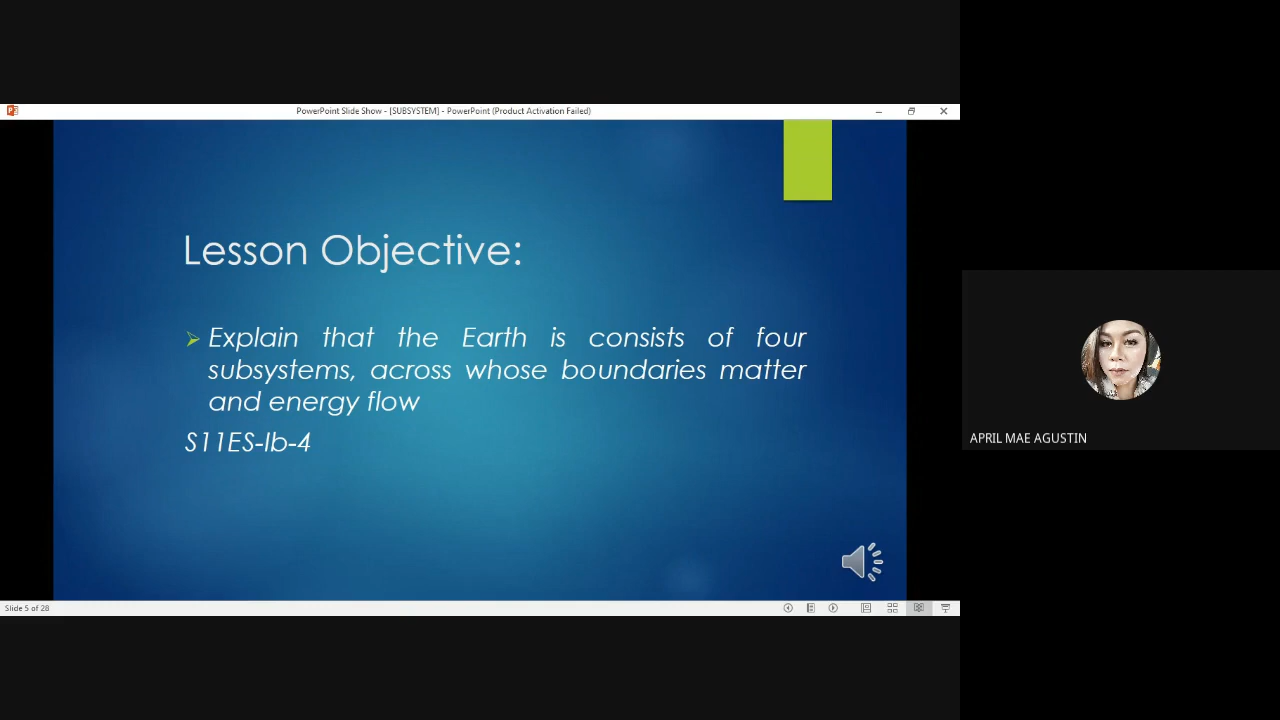 PowerPoint Slide Show - [SUBSYSTEM] - PowerPoint (Product Activation Failed)
Lesson Objective:
Explain that the Earth is consists of four
subsystems, across whose boundaries matter
and energy flow
S11ES-Ib-4
APRIL MAE AGUSTIN
Slide 5 of 28